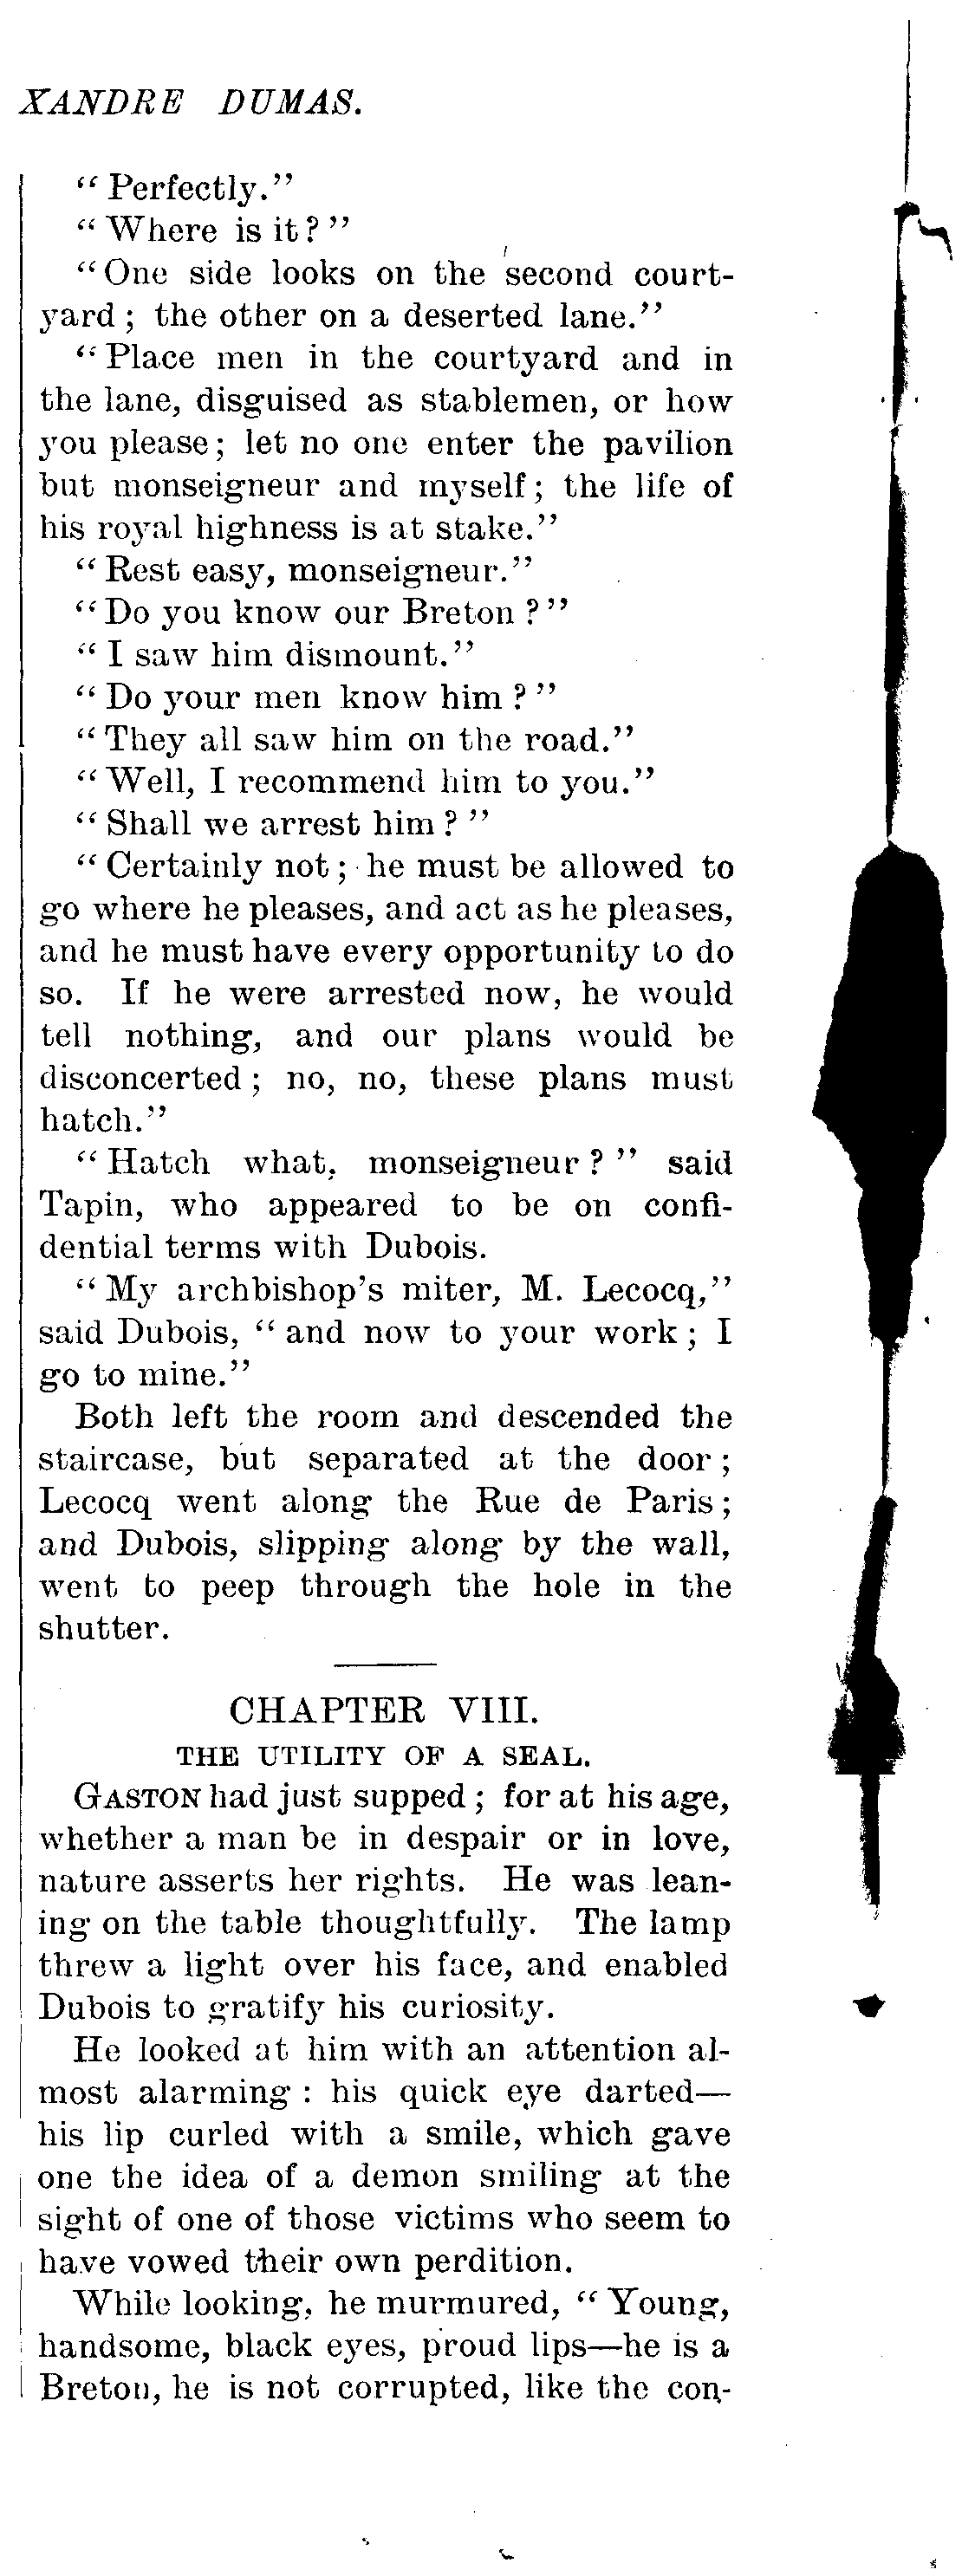 XANDRE DUMAS.
"Perfectly."
"Where is it?"
"One side looks on the second court-
yard; the other on a deserted lane."
"Place men in the courtyard and in
the lane, disguised as stablemen, or how
you please; let no one enter the pavilion
but monseigneur and myself; the life of
his royal highness is at stake."
"Rest easy, monseigneur."
"Do you know our Breton?"
"I saw him dismount."
"Do your men know him?"
"They all saw him on the road."
"Well, I recommend him to you."
"Shall we arrest him?"
"Certainly not; he must be allowed to
go where he pleases, and act as he pleases,
and he must have every opportunity to do
so. If he were arrested now, he would
tell nothing, and our plans would be
disconcerted; no, no, these plans must
hatch."
"Hatch what, monseigneur?" said
Tapin, who appeared to be on confi-
dential terms with Dubois.
"My archbishop's miter, M. Lecocq,"
said Dubois, "and now to your work; I
go to mine."
Both left the room and descended the
staircase, but separated at the door;
Lecocq went along the Rue de Paris;
and Dubois, slipping along by the wall,
went to peep through the hole in the
shutter.
CHAPTER VIII.
THE UTILITY OF A SEAL.
GASTON had just supped; for at his age,
whether a man be in despair or in love,
nature asserts her rights. He was lean-
ing on the table thoughtfully. The lamp
threw a light over his face, and enabled
Dubois to gratify his curiosity.
He looked at him with an attention al-
most alarming: his quick eye darted—
his lip curled with a smile, which gave
one the idea of a demon smiling at the
sight of one of those victims who seem to
have vowed their own perdition.
While looking, he murmured, "Young,
handsome, black eyes, proud lips—he is a
Breton, he is not corrupted, like the con-